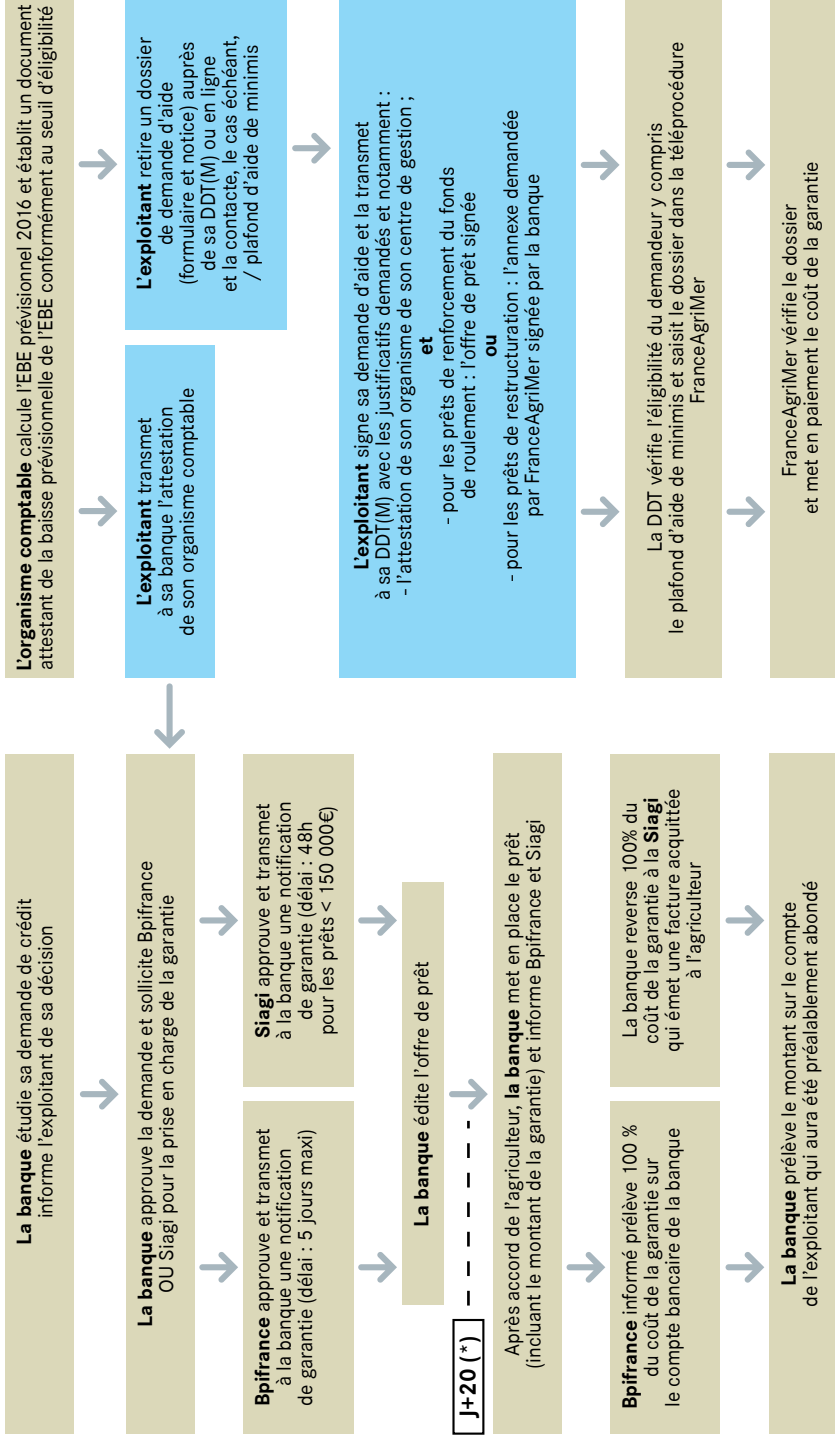 La banque étudie sa demande de crédit
informe l'exploitant de sa décision
La banque approuve la demande et sollicite Bpifrance
OU Siagi pour la prise en charge de la garantie
Bpifrance approuve et transmet
à la banque une notification
de garantie (délai : 5 jours maxi)
Siagi approuve et transmet
à la banque une notification
de garantie (délai : 48h
pour les prêts < 150 000€)
La banque édite l'offre de prêt
J+20 (*)
Après accord de l'agriculteur, la banque met en place le prêt
(incluant le montant de la garantie) et informe Bpifrance et Siagi
Bpifrance informé prélève 100 %
du coût de la garantie sur
le compte bancaire de la banque
La banque reverse 100% du
coût de la garantie à la Siagi
qui émet une facture acquittée
à l'agriculteur
La banque prélève le montant sur le compte
de l'exploitant qui aura été préalablement abondé
L'organisme comptable calcule l'EBE prévisionnel 2016 et établit un document
attestant de la baisse prévisionnelle de l'EBE conformément au seuil d'éligibilité
L'exploitant transmet
à sa banque l'attestation
de son organisme comptable
L'exploitant retire un dossier
de demande d'aide
(formulaire et notice) auprès
de sa DDT(M) ou en ligne
et la contacte, le cas échéant,
/ plafond d'aide de minimis
L'exploitant signe sa demande d'aide et la transmet
à sa DDT(M) avec les justificatifs demandés et notamment :
- l'attestation de son organisme de son centre de gestion ;
et
- pour les prêts de renforcement du fonds
de roulement : l'offre de prêt signée
ou
- pour les prêts de restructuration : l'annexe demandée
par FranceAgriMer signée par la banque
La DDT vérifie l'éligibilité du demandeur y compris
le plafond d'aide de minimis et saisit le dossier dans la téléprocédure
FranceAgriMer
FranceAgriMer vérifie le dossier
et met en paiement le coût de la garantie